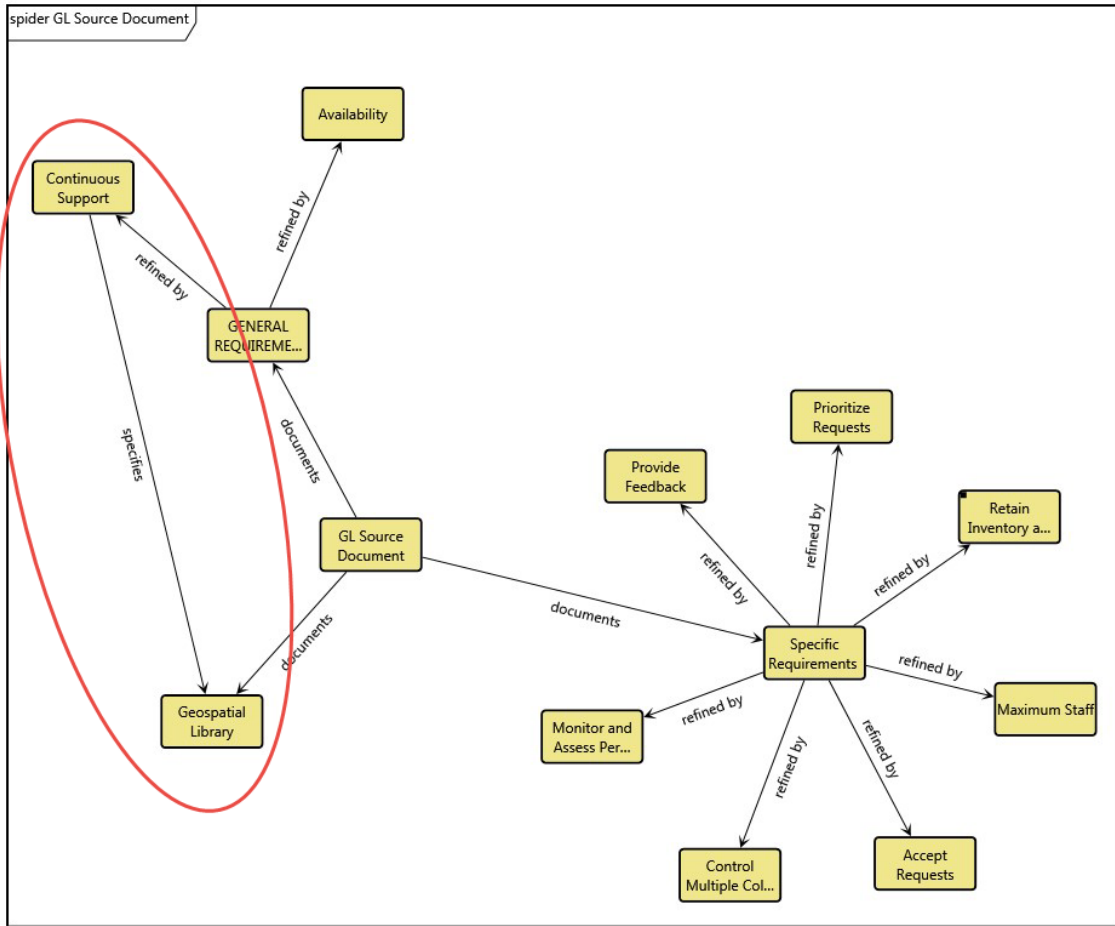 spider GL Source Document
Availability
Continuous
Support
refined by
refined by
GENERAL
REQUIREME...
Prioritize
Requests
documents
specifies
Provide
Feedback
refined by
Retain
Inventory a...
GL Source
Document
refined by
refined by
documents
documents
Specific
Requirements
refined by
Geospatial
Library
refined by
Maximum Staff
Monitor and
Assess Per...
refined by
refined by
Control
Multiple Col...
Accept
Requests